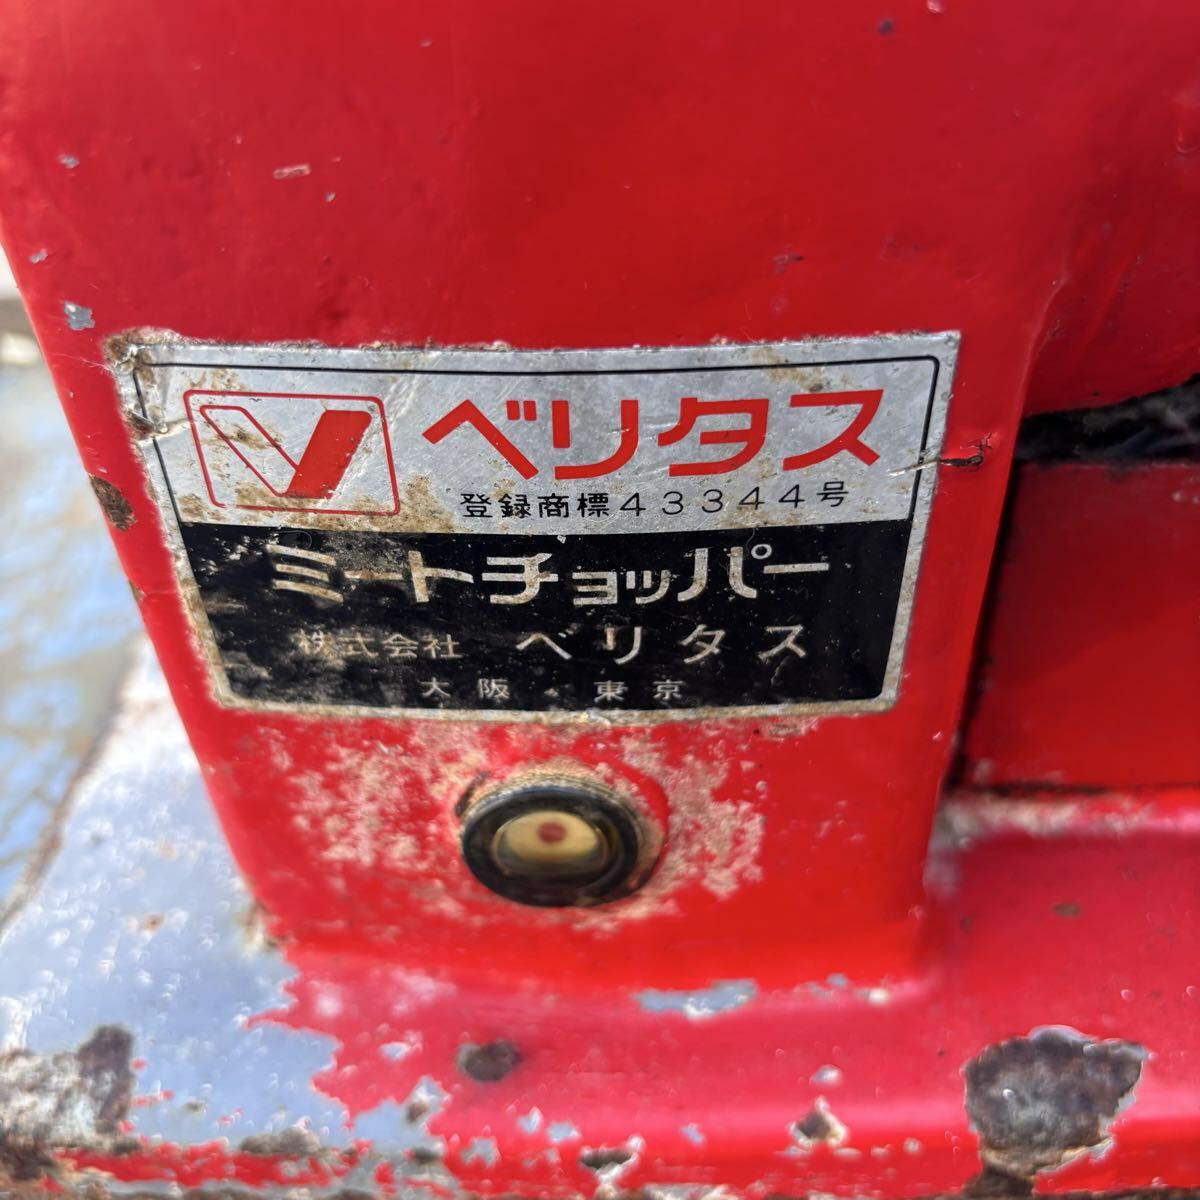 ベリタス
登録商標43344号
ミートチョッパー
株式会社 ベリタス
大阪・東京